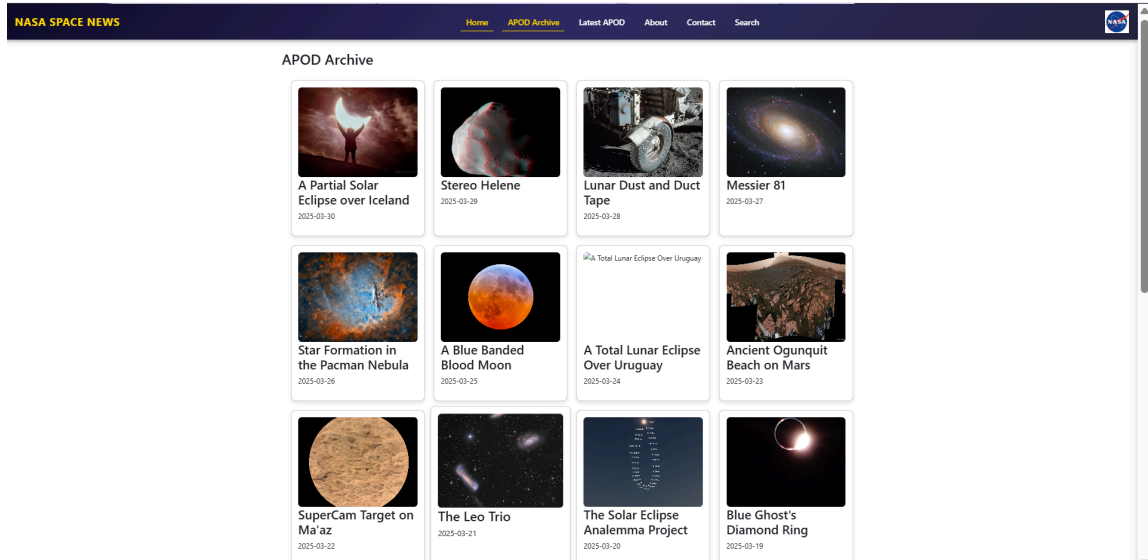 NASA SPACE NEWS
Home
APOD Archive
Latest APOD
About
Contact
Search
NASA
APOD Archive
A Partial Solar
Eclipse over Iceland
2025-03-30
Stereo Helene
2025-03-29
Lunar Dust and Duct
Tape
2025-03-28
Messier 81
2025-03-27
Star Formation in
the Pacman Nebula
2025-03-26
A Blue Banded
Blood Moon
2025-03-25
A Total Lunar Eclipse Over Uruguay
A Total Lunar Eclipse
Over Uruguay
2025-03-24
Ancient Ogunquit
Beach on Mars
2025-03-23
SuperCam Target on
Ma'az
2025-03-22
The Leo Trio
2025-03-21
The Solar Eclipse
Analemma Project
2025-03-20
Blue Ghost's
Diamond Ring
2025-03-19